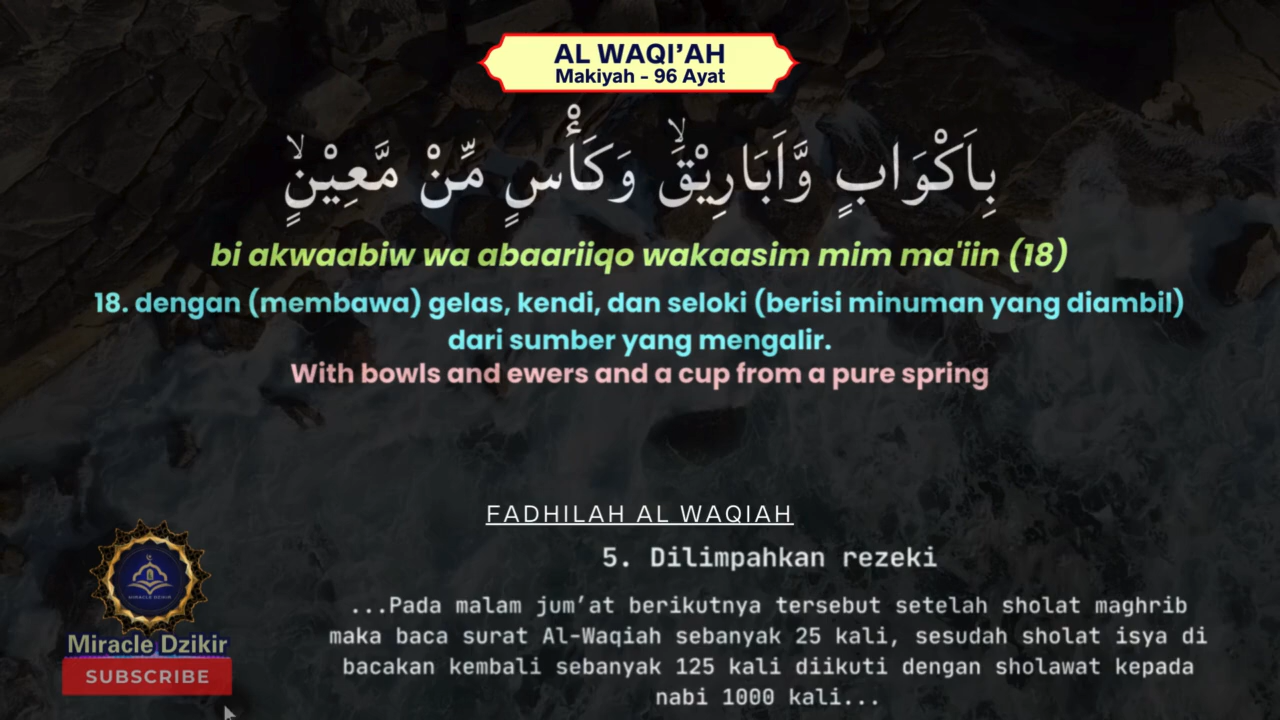 AL WAQI’AH
Makiyah - 96 Ayat
بِاَكْوَابٍ وَّاَبَارِيْقَۙ وَكَأْسٍ مِّنْ مَّعِيْنٍۙ
bi akwaabiw wa abaariiqo wakaasim mim ma'iin (18)
18. dengan (membawa) gelas, kendi, dan seloki (berisi minuman yang diambil)
dari sumber yang mengalir.
With bowls and ewers and a cup from a pure spring
FADHILAH AL WAQIAH
5. Dilimpahkan rezeki
...Pada malam jum’at berikutnya tersebut setelah sholat maghrib
maka baca surat Al-Waqiah sebanyak 25 kali, sesudah sholat isya di
bacakan kembali sebanyak 125 kali diikuti dengan sholawat kepada
nabi 1000 kali...
MIRACLE DZIKIR
Miracle Dzikir
SUBSCRIBE